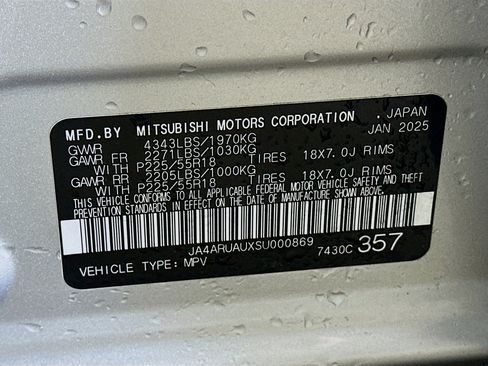 MFD.BY MITSUBISHI MOTORS CORPORATION . JAPAN
GVWR 4343LBS/1970KG JAN 2025
GAWR FR 2271LBS/1030KG
WITH P225/55R18 TIRES 18X7.0J RIMS
GAWR RR 2205LBS/1000KG
WITH P225/55R18 TIRES 18X7.0J RIMS
THIS VEHICLE CONFORMS TO ALL APPLICABLE FEDERAL MOTOR VEHICLE SAFETY AND THEFT
PREVENTION STANDARDS IN EFFECT ON THE DATE OF MANUFACTURE SHOWN ABOVE.
JA4ARUAUXSU000869 7430C 357
VEHICLE TYPE: MPV